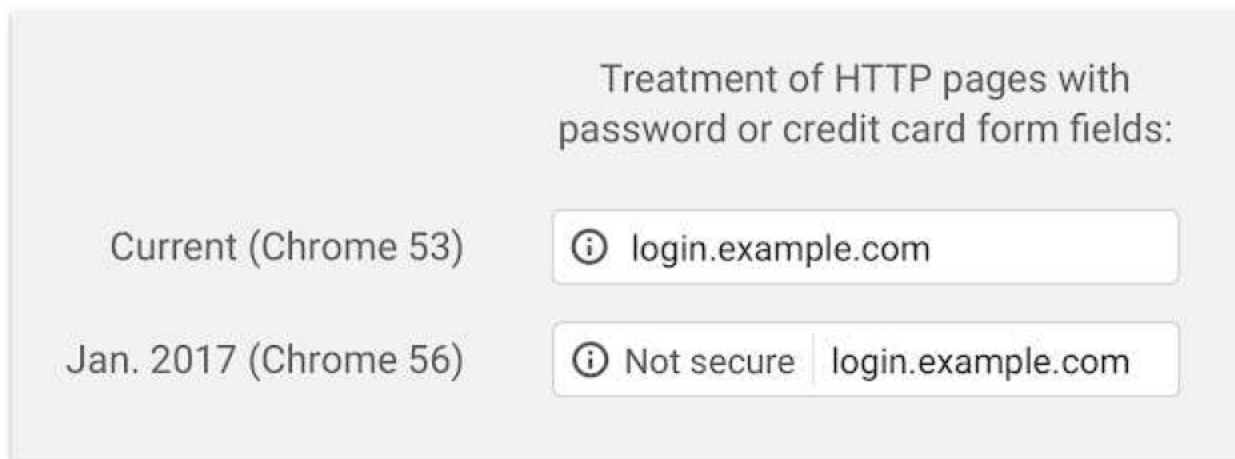 Treatment of HTTP pages with
password or credit card form fields:
Current (Chrome 53)
login.example.com
Jan. 2017 (Chrome 56)
Not secure login.example.com